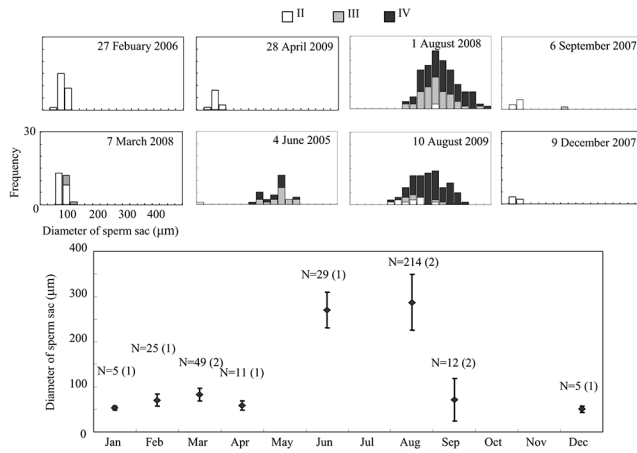 II III IV
27 Febuary 2006
28 April 2009
1 August 2008
6 September 2007
7 March 2008
4 June 2005
10 August 2009
9 December 2007
30
0
Frequency
0 100 200 300 400
Diameter of sperm sac (μm)
400
300
200
100
0
Diameter of sperm sac (μm)
N=5 (1)
N=25 (1)
N=49 (2)
N=11 (1)
N=29 (1)
N=214 (2)
N=12 (2)
N=5 (1)
Jan Feb Mar Apr May Jun Jul Aug Sep Oct Nov Dec